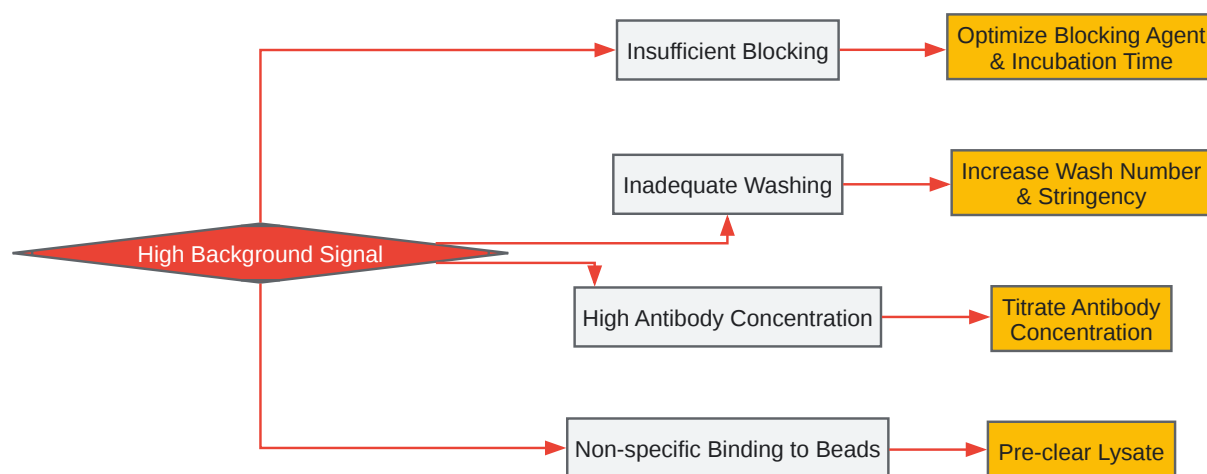 Insufficient Blocking
Optimize Blocking Agent
& Incubation Time
Inadequate Washing
Increase Wash Number
& Stringency
High Background Signal
High Antibody Concentration
Titrate Antibody
Concentration
Non-specific Binding to Beads
Pre-clear Lysate